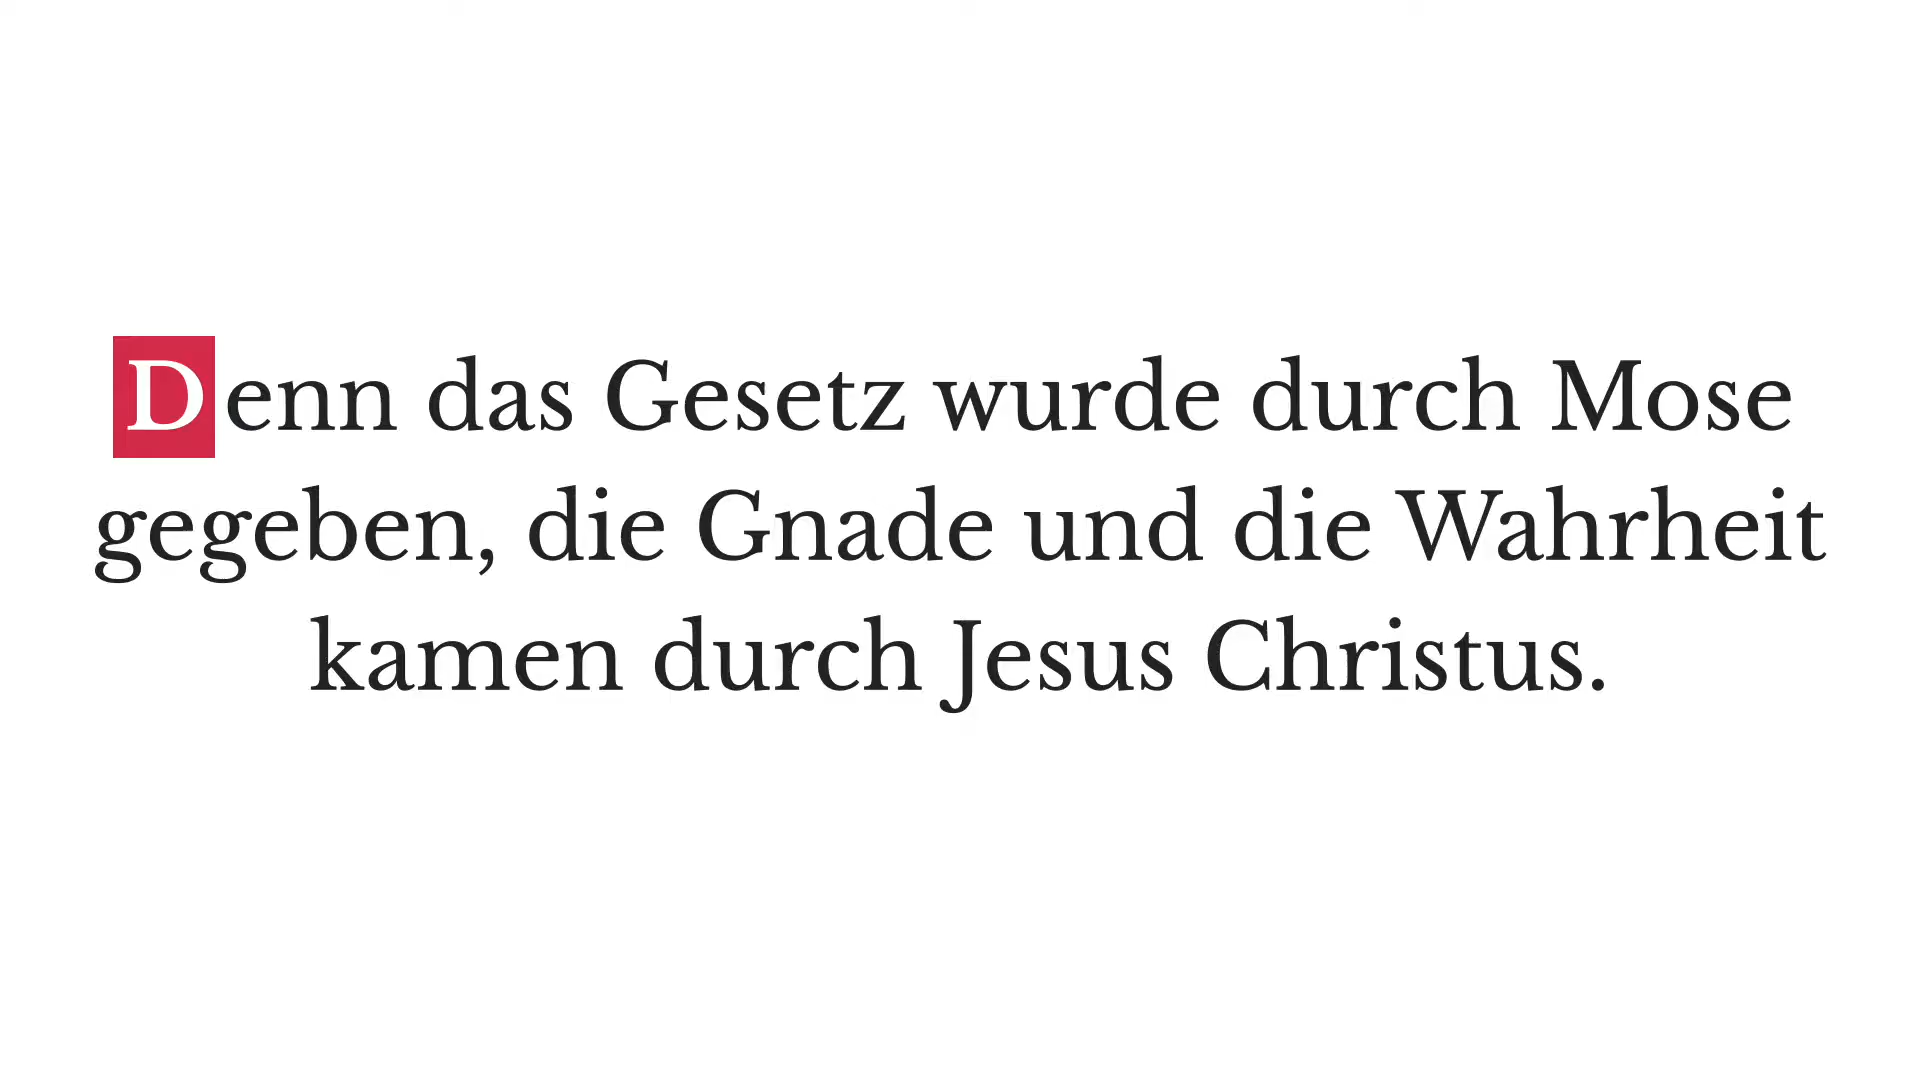 Denn das Gesetz wurde durch Mose
gegeben, die Gnade und die Wahrheit
kamen durch Jesus Christus.